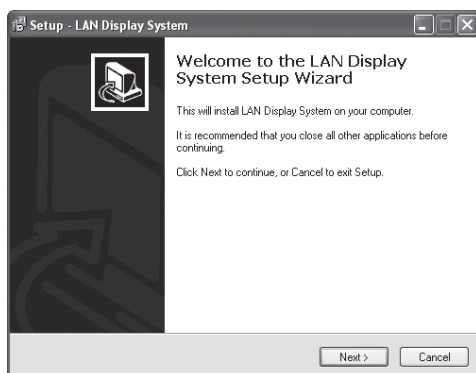 Setup - LAN Display System
Welcome to the LAN Display
System Setup Wizard
This will install LAN Display System on your computer.
It is recommended that you close all other applications before
continuing.
Click Next to continue, or Cancel to exit Setup.
Next >
Cancel